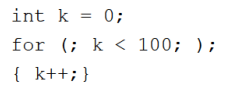 int k = 0;
for (; k < 100; );
{ k++;}